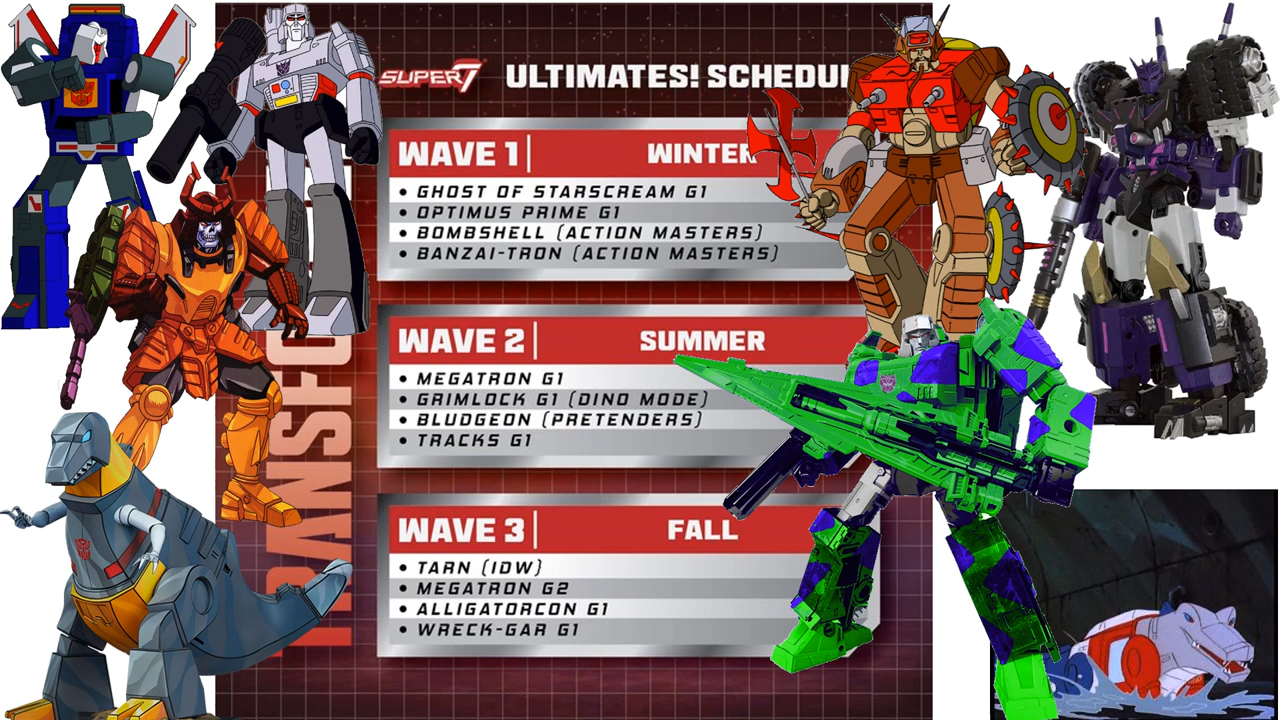 SUPER7 ULTIMATES! SCHEDU
WAVE 1 WINTER
• GHOST OF STARSCREAM G1
• OPTIMUS PRIME G1
• BOMBSHELL (ACTION MASTERS)
• BANZAI-TRON (ACTION MASTERS)
WAVE 2 SUMMER
• MEGATRON G1
• GRIMLOCK G1 (DINO MODE)
• BLUDGEON (PRETENDERS)
• TRACKS G1
WAVE 3 FALL
• TARN (IDW)
• MEGATRON G2
• ALLIGATORCON G1
• WRECK-GAR G1